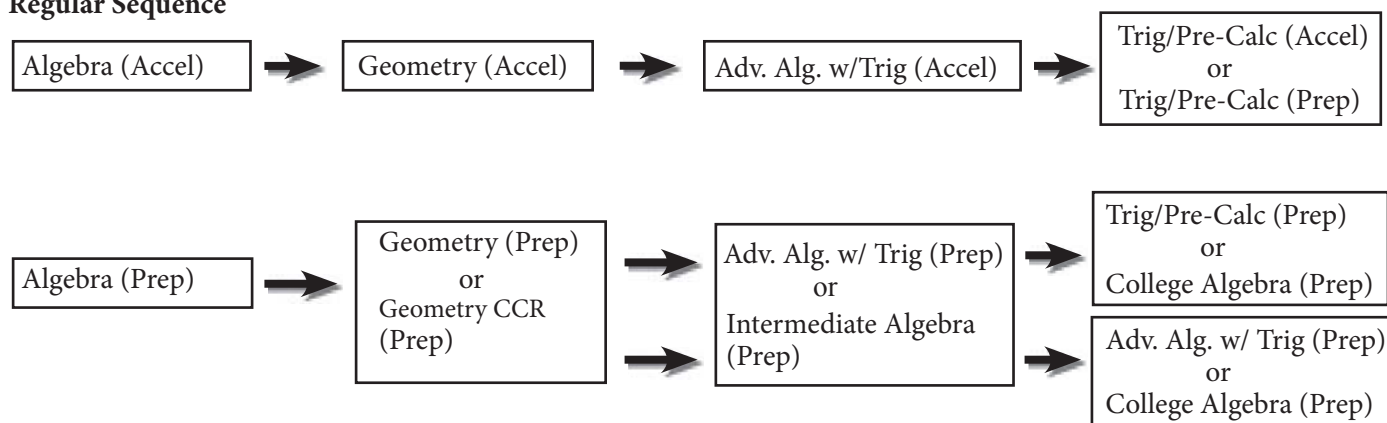 Regular Sequence
Algebra (Accel)
Geometry (Accel)
Adv. Alg. w/Trig (Accel)
Trig/Pre-Calc (Accel)
or
Trig/Pre-Calc (Prep)
Algebra (Prep)
Geometry (Prep)
or
Geometry CCR
(Prep)
Adv. Alg. w/ Trig (Prep)
or
Intermediate Algebra
(Prep)
Trig/Pre-Calc (Prep)
or
College Algebra (Prep)
Adv. Alg. w/ Trig (Prep)
or
College Algebra (Prep)